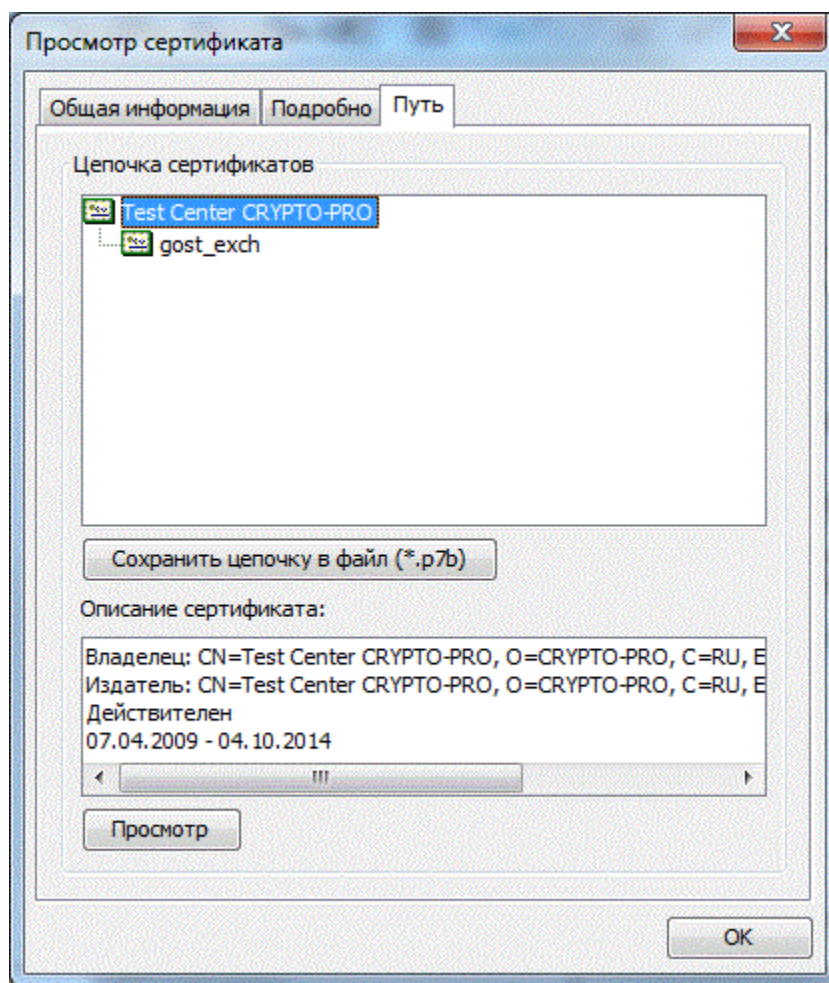 Просмотр сертификата
Общая информация
Подробно
Путь
Цепочка сертификатов
Test Center CRYPTO-PRO
gost_exch
Сохранить цепочку в файл (*.p7b)
Описание сертификата:
Владелец: CN=Test Center CRYPTO-PRO, O=CRYPTO-PRO, C=RU, E
Издатель: CN=Test Center CRYPTO-PRO, O=CRYPTO-PRO, C=RU, E
Действителен
07.04.2009 - 04.10.2014
Просмотр
OK